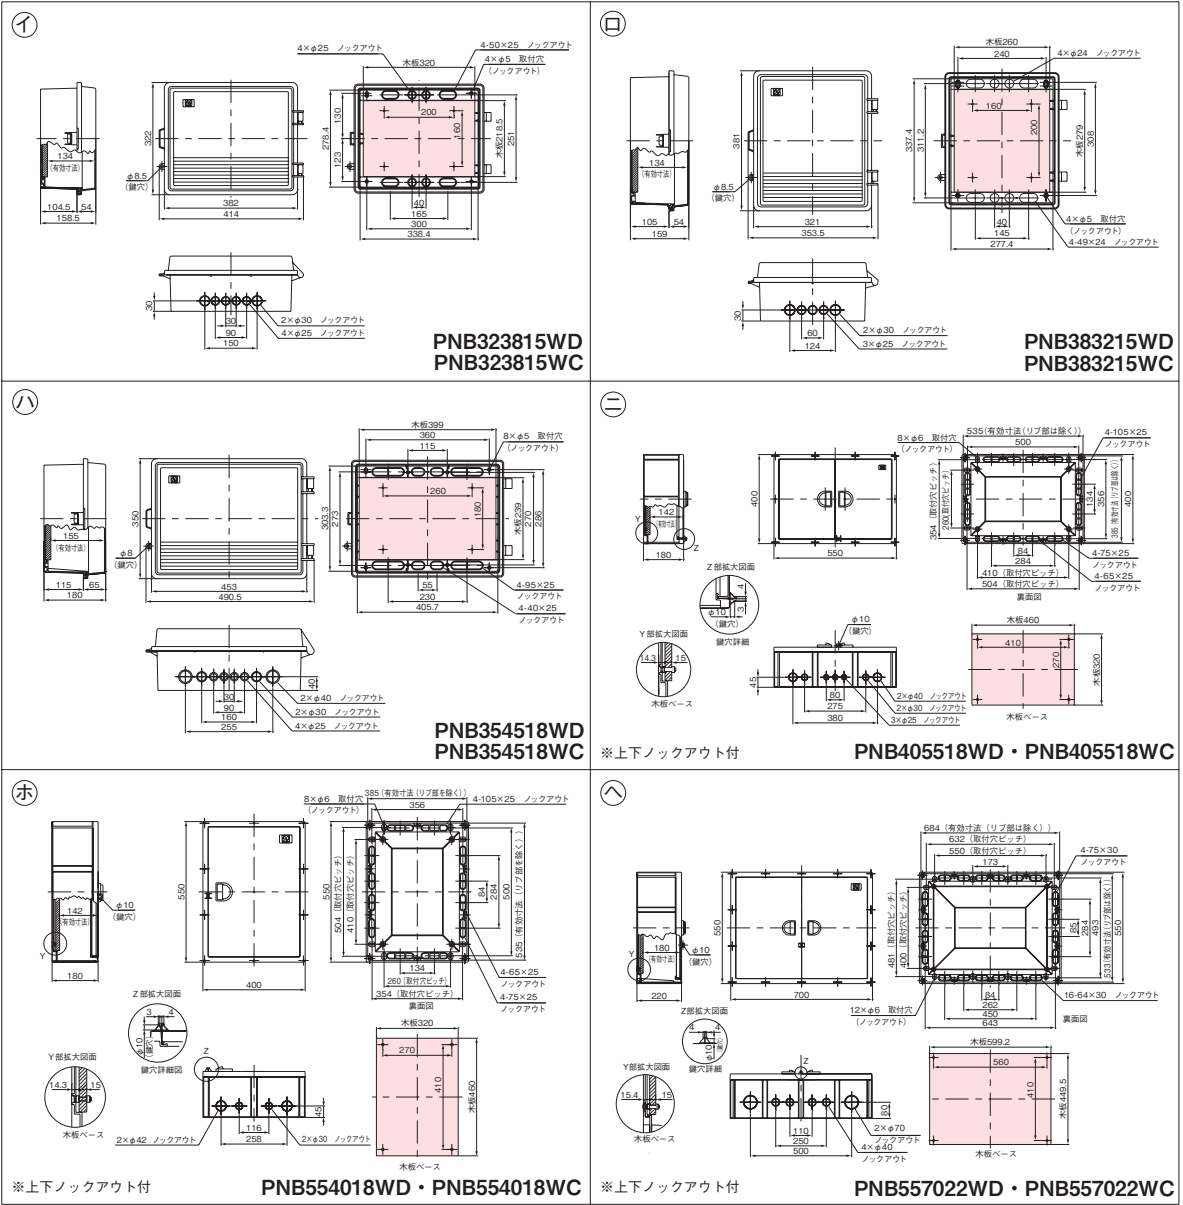 イ
4×φ25 ノックアウト
4-50×25 ノックアウト
木板320
4×φ5 取付穴
(ノックアウト)
322
134
(有効寸法)
104.5
54
158.5
φ8.5
(鍵穴)
382
414
278.4
130
123
200
160
木板218.5
251
40
165
300
338.4
30
30
90
150
2×φ30 ノックアウト
4×φ25 ノックアウト
PNB323815WD
PNB323815WC
ロ
木板260
240
4×φ24 ノックアウト
381
134
(有効寸法)
105
54
159
φ8.5
(鍵穴)
321
353.5
337.4
311.2
160
200
木板279
308
4×φ5 取付穴
(ノックアウト)
40
145
277.4
4-49×24 ノックアウト
30
60
124
2×φ30 ノックアウト
3×φ25 ノックアウト
PNB383215WD
PNB383215WC
ハ
木板399
360
115
8×φ5 取付穴
(ノックアウト)
350
155
(有効寸法)
115
65
180
φ8
(鍵穴)
453
490.5
303.3
273
260
180
木板239
270
286
55
230
405.7
4-95×25
ノックアウト
4-40×25
ノックアウト
40
30
90
160
255
2×φ40 ノックアウト
2×φ30 ノックアウト
4×φ25 ノックアウト
PNB354518WD
PNB354518WC
ニ
8×φ6 取付穴
(ノックアウト)
535(有効寸法(リブ部は除く))
500
4-105×25
ノックアウト
400
142
(有効寸法)
Y
Z
180
550
354 (取付穴ピッチ)
260(取付穴ピッチ)
134
356
385 (有効寸法(リブ部は除く))
400
84
284
410 (取付穴ピッチ)
504 (取付穴ピッチ)
裏面図
4-75×25
ノックアウト
4-65×25
ノックアウト
Z部拡大図面
4
3
φ10
(鍵穴)
鍵穴詳細
Y部拡大図面
14.3
15
木板ベース
φ10
(鍵穴)
45
80
275
380
2×φ40 ノックアウト
2×φ30 ノックアウト
3×φ25 ノックアウト
木板460
410
270
木板320
木板ベース
※上下ノックアウト付
PNB405518WD・PNB405518WC
ホ
8×φ6 取付穴
(ノックアウト)
385 (有効寸法 (リブ部を除く))
356
4-105×25 ノックアウト
550
142
(有効寸法)
Y
180
φ10
(鍵穴)
400
550
504 (取付穴ピッチ)
410 (取付穴ピッチ)
84
284
500
535 (有効寸法 (リブ部を除く))
134
260 (取付穴ピッチ)
354 (取付穴ピッチ)
裏面図
4-65×25
ノックアウト
4-75×25
ノックアウト
Z部拡大図面
3
4
φ10
(鍵穴)
鍵穴詳細図
Y部拡大図面
14.3
15
木板ベース
Z
45
116
258
2×φ42 ノックアウト
2×φ30 ノックアウト
木板320
270
410
木板460
木板ベース
※上下ノックアウト付
PNB554018WD・PNB554018WC
ヘ
684 (有効寸法 (リブ部は除く))
632 (取付穴ピッチ)
550 (取付穴ピッチ)
173
4-75×30
ノックアウト
550
180
(有効寸法)
Y
220
φ10
(鍵穴)
700
481 (取付穴ピッチ)
400 (取付穴ピッチ)
85
284
493
533(有効寸法 (リブ部は除く))
550
84
262
450
643
12×φ6 取付穴
(ノックアウト)
16-64×30 ノックアウト
裏面図
Z部拡大図面
4
4
φ10
(鍵穴)
鍵穴詳細
Y部拡大図面
15.4
15
木板ベース
Z
80
110
250
500
2×φ70
ノックアウト
4×φ40
ノックアウト
木板599.2
560
410
木板449.5
木板ベース
※上下ノックアウト付
PNB557022WD・PNB557022WC